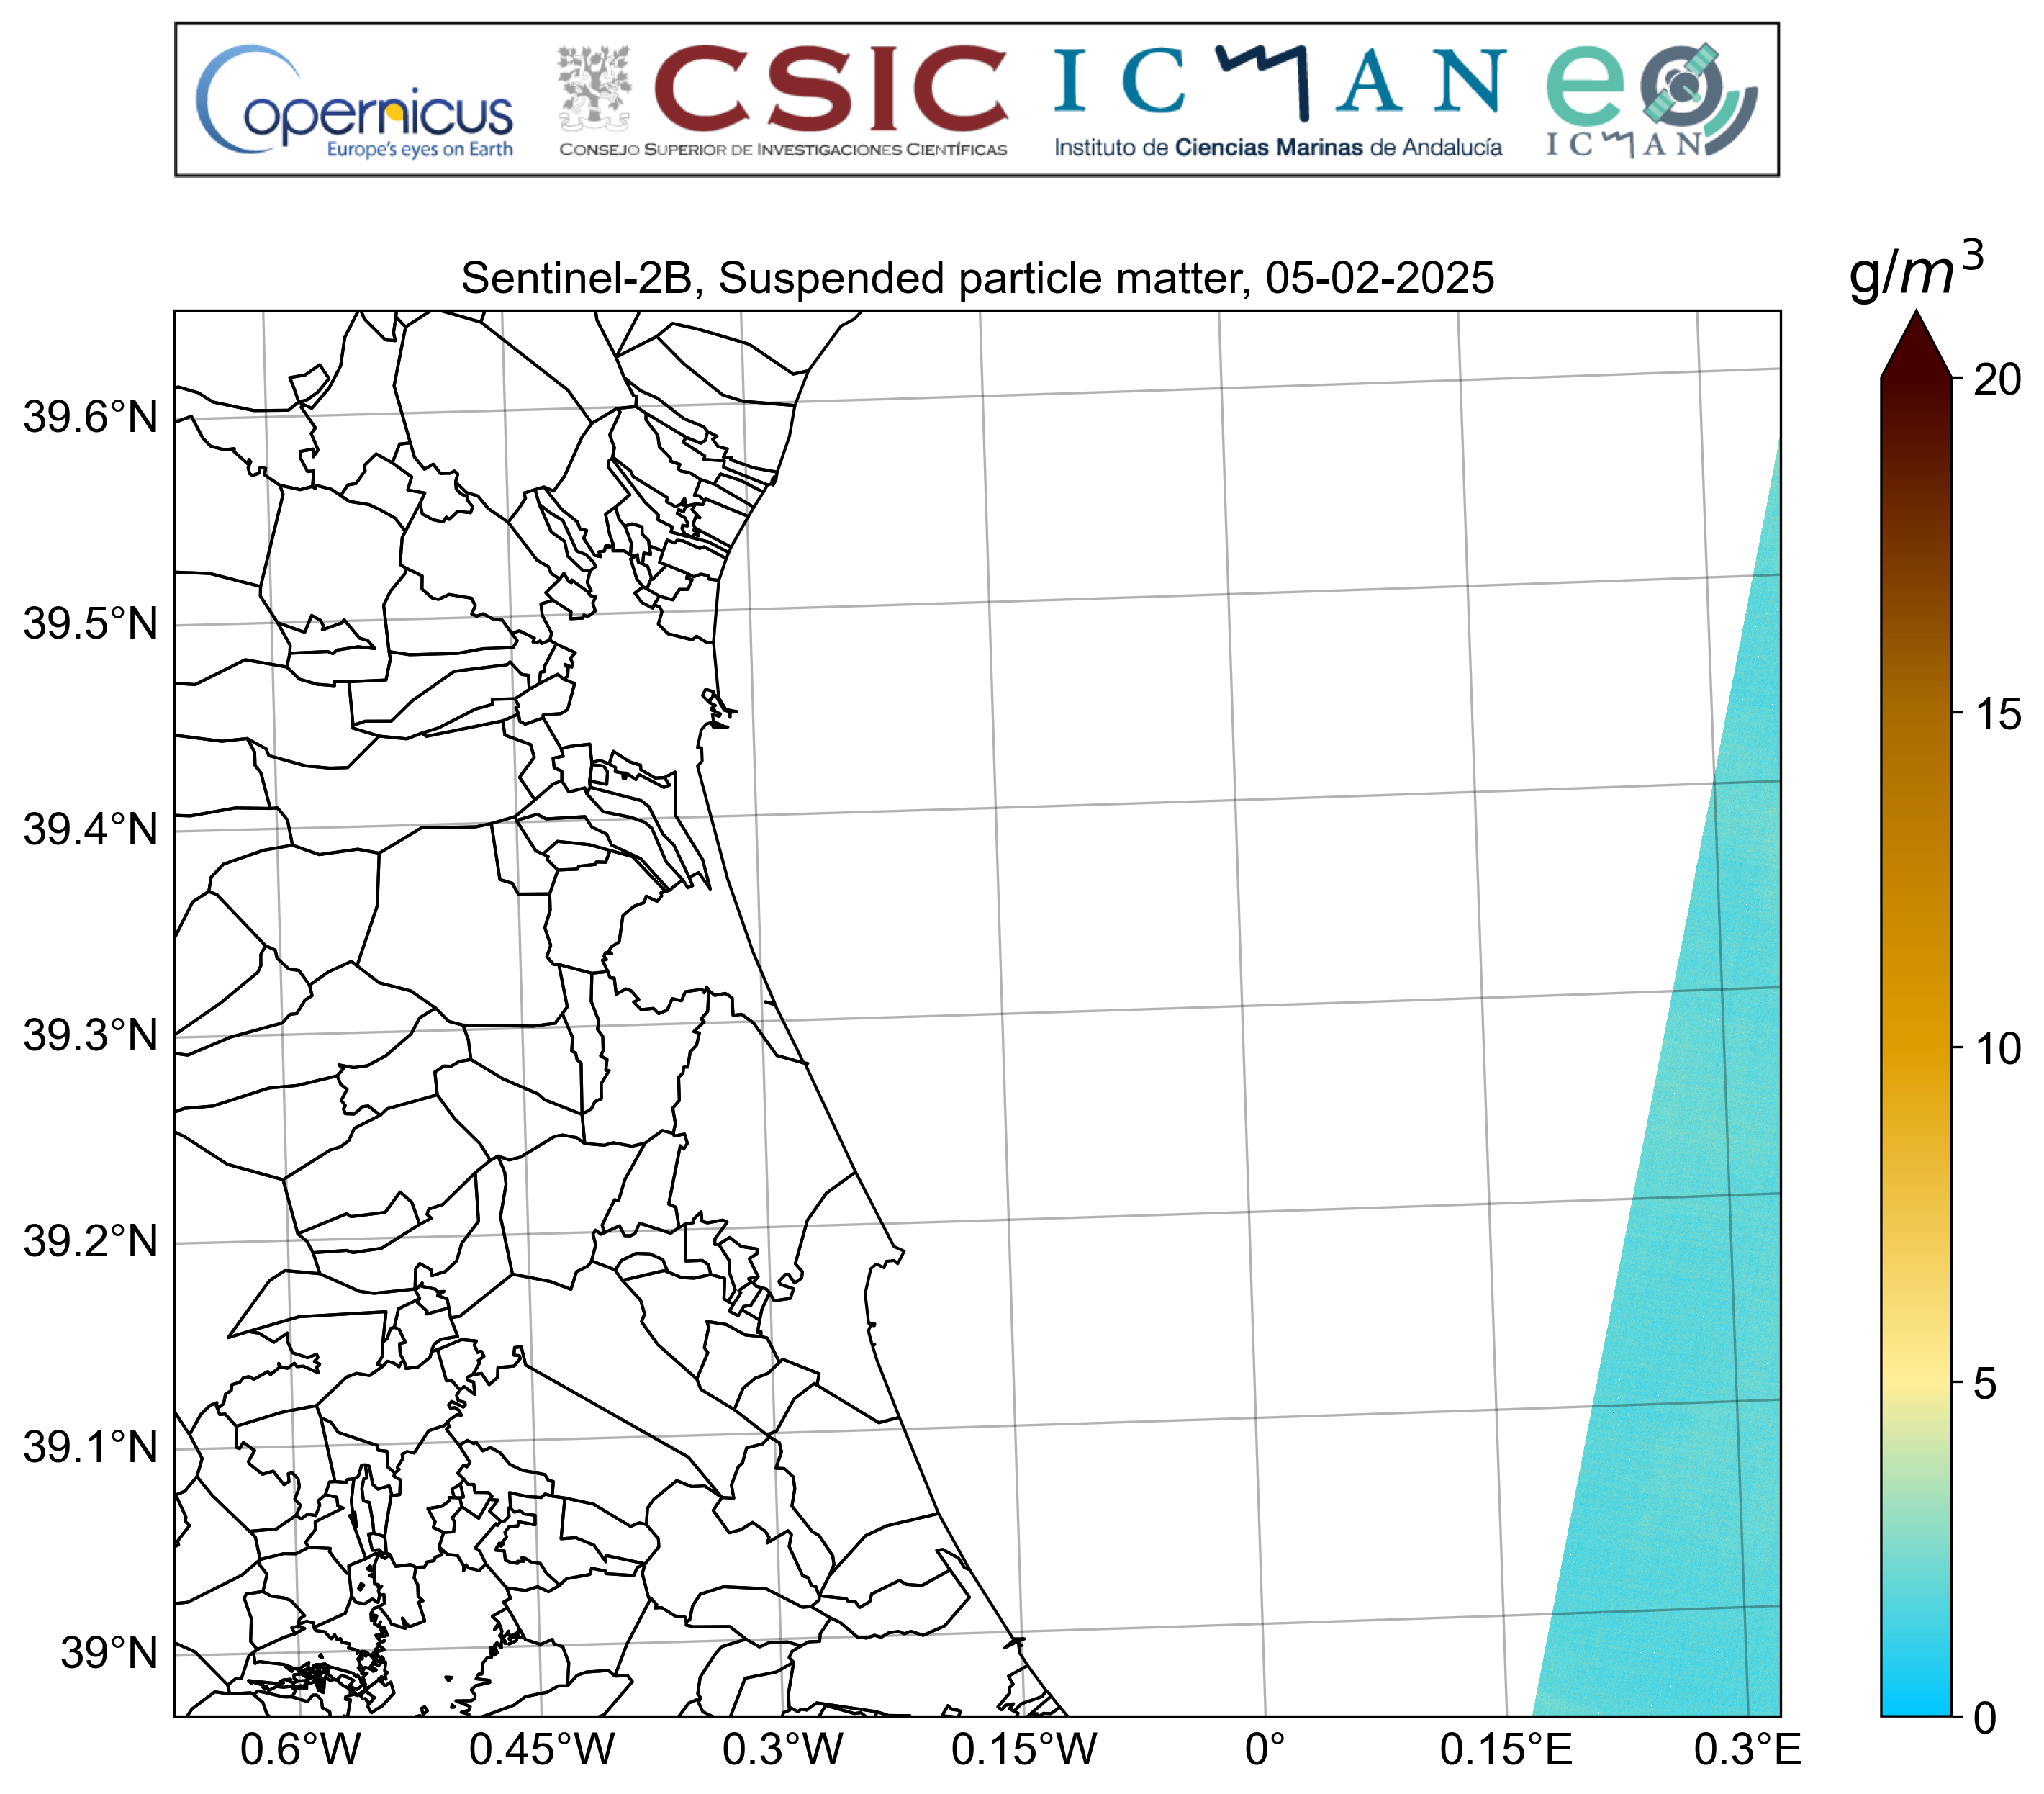 Copernicus
Europe's eyes on Earth
CSIC
CONSEJO SUPERIOR DE INVESTIGACIONES CIENTÍFICAS
ICMAN
Instituto de Ciencias Marinas de Andalucía
eo
ICMAN
Sentinel-2B, Suspended particle matter, 05-02-2025
g/m³
39.6°N
39.5°N
39.4°N
39.3°N
39.2°N
39.1°N
39°N
0.6°W 0.45°W 0.3°W 0.15°W 0° 0.15°E 0.3°E
20
15
10
5
0